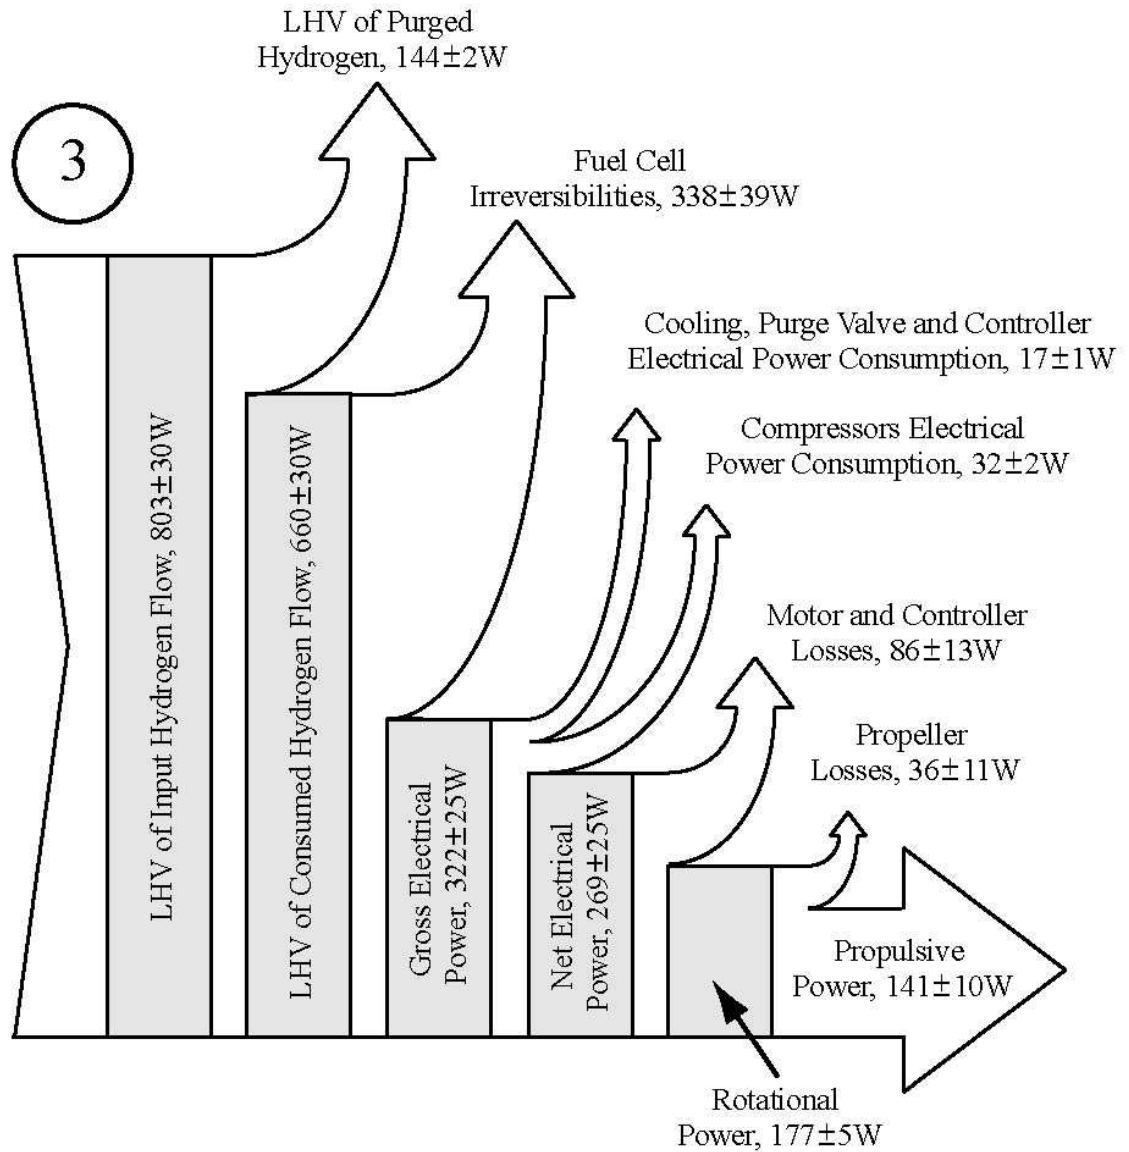 LHV of Purged
Hydrogen, 144±2W
3
Fuel Cell
Irreversibilities, 338±39W
Cooling, Purge Valve and Controller
Electrical Power Consumption, 17±1W
Compressors Electrical
Power Consumption, 32±2W
Motor and Controller
Losses, 86±13W
Propeller
Losses, 36±11W
LHV of Input Hydrogen Flow, 803±30W
LHV of Consumed Hydrogen Flow, 660±30W
Gross Electrical
Power, 322±25W
Net Electrical
Power, 269±25W
Propulsive
Power, 141±10W
Rotational
Power, 177±5W